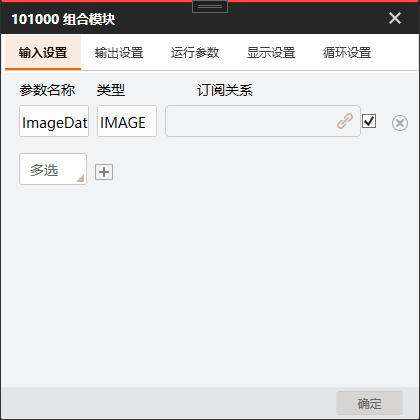 101000 组合模块
输入设置 输出设置 运行参数 显示设置 循环设置
参数名称 类型 订阅关系
ImageDat IMAGE
多选
确定